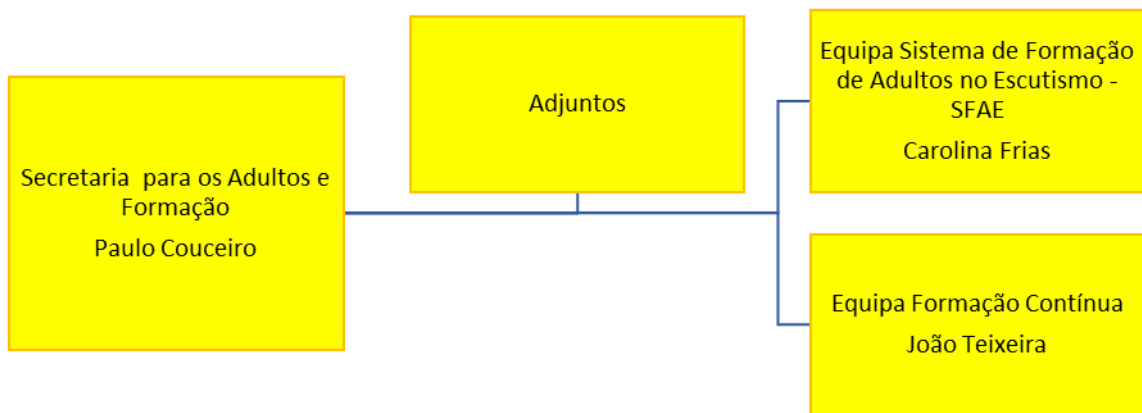 Secretaria para os Adultos e
Formação
Paulo Couceiro
Adjuntos
Equipa Sistema de Formação
de Adultos no Escutismo -
SFAE
Carolina Frias
Equipa Formação Contínua
João Teixeira